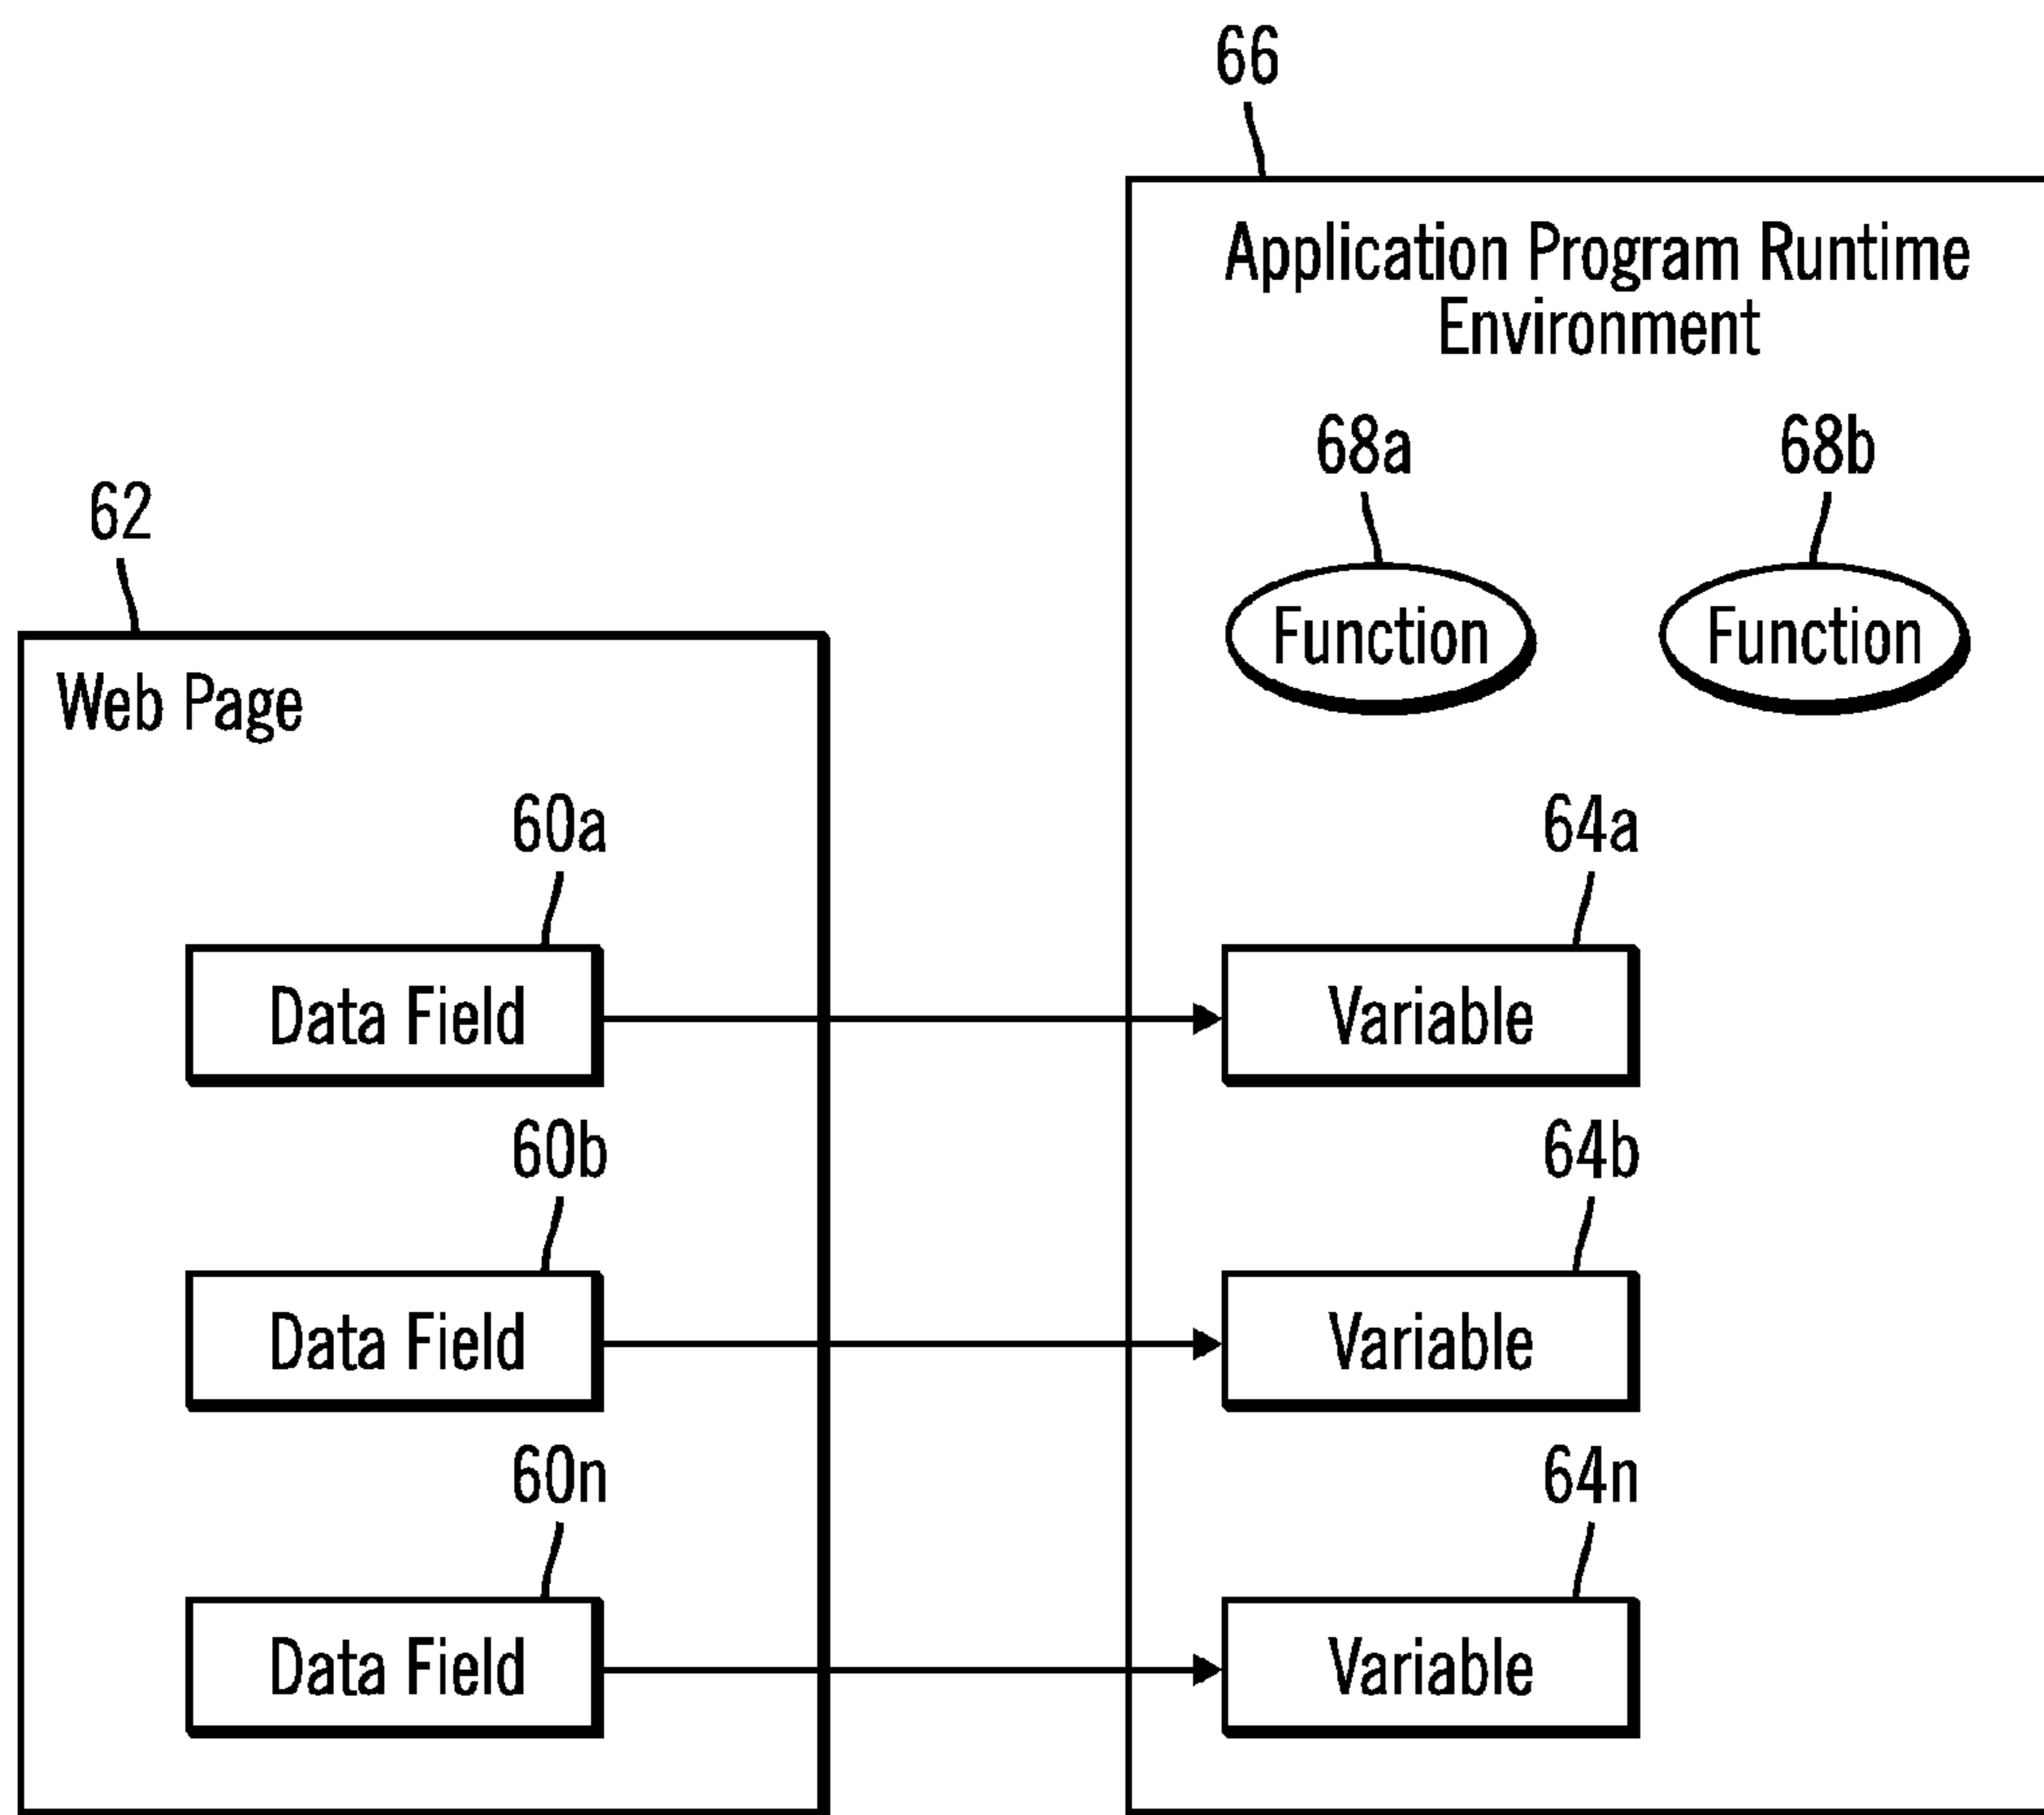 66
Application Program Runtime
Environment
68a
68b
Function
Function
62
Web Page
60a
64a
Data Field
Variable
60b
64b
Data Field
Variable
60n
64n
Data Field
Variable